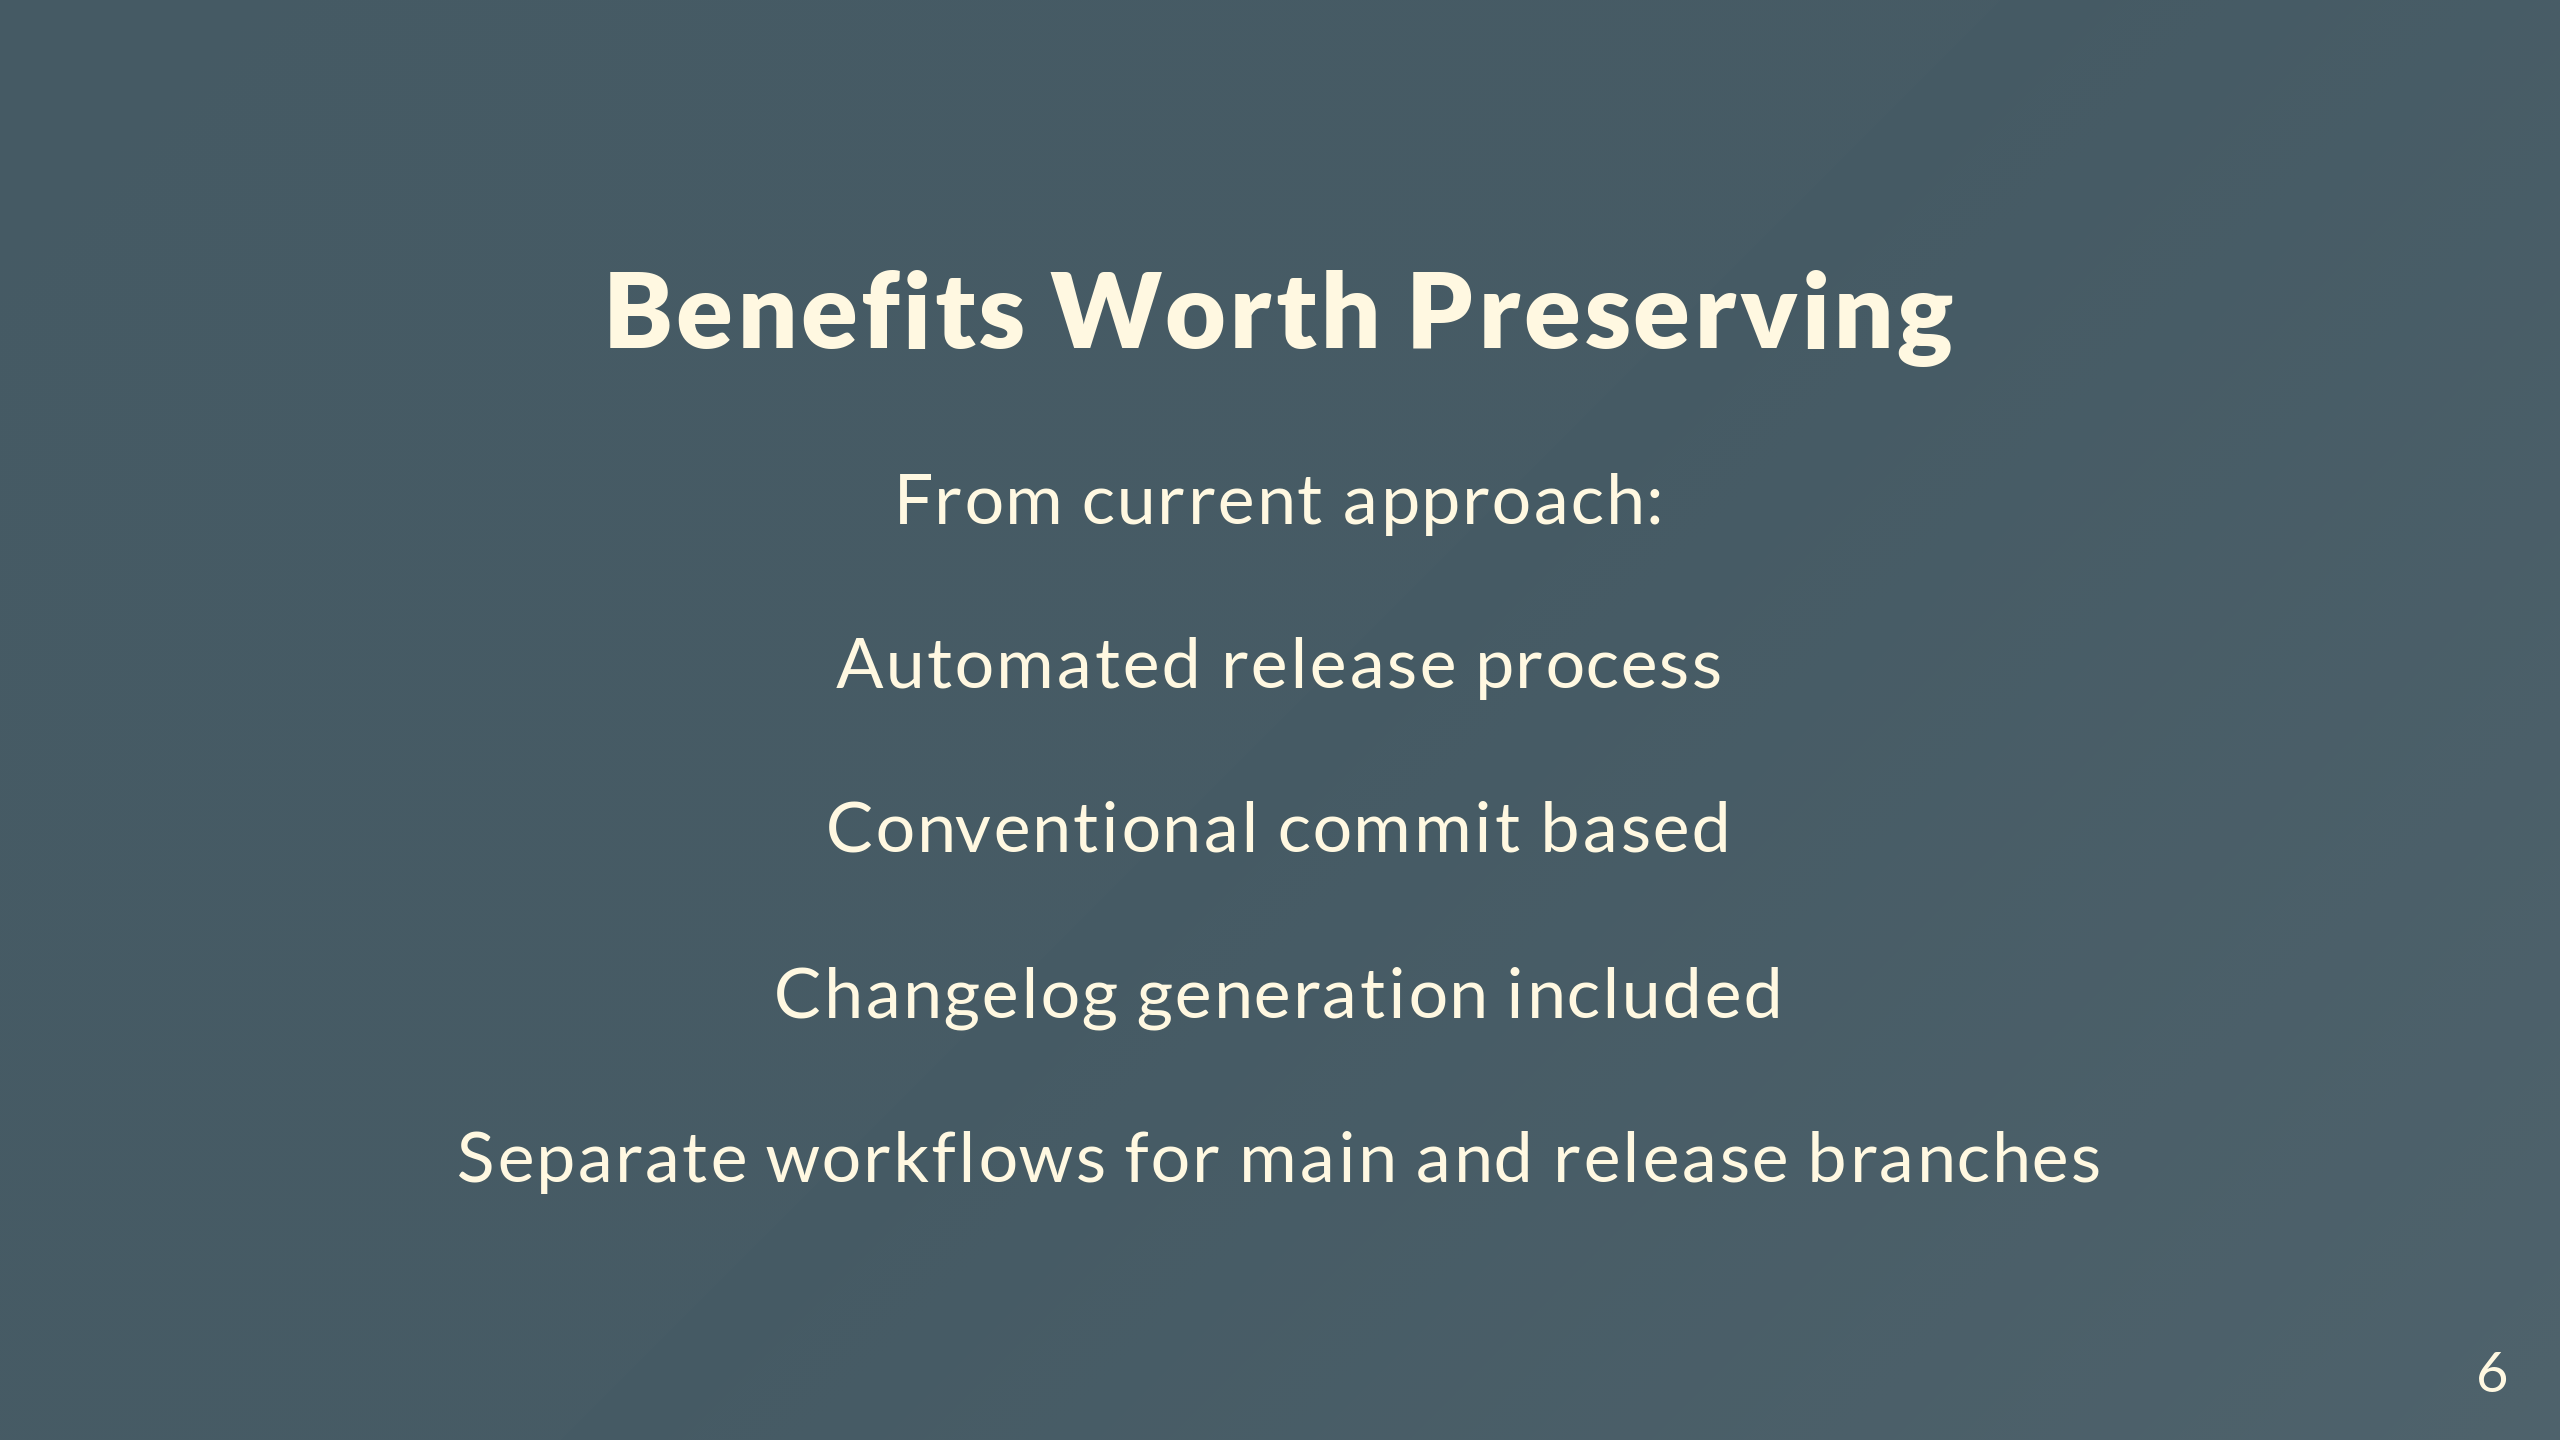 Benefits Worth Preserving
From current approach:
Automated release process
Conventional commit based
Changelog generation included
Separate workflows for main and release branches
6